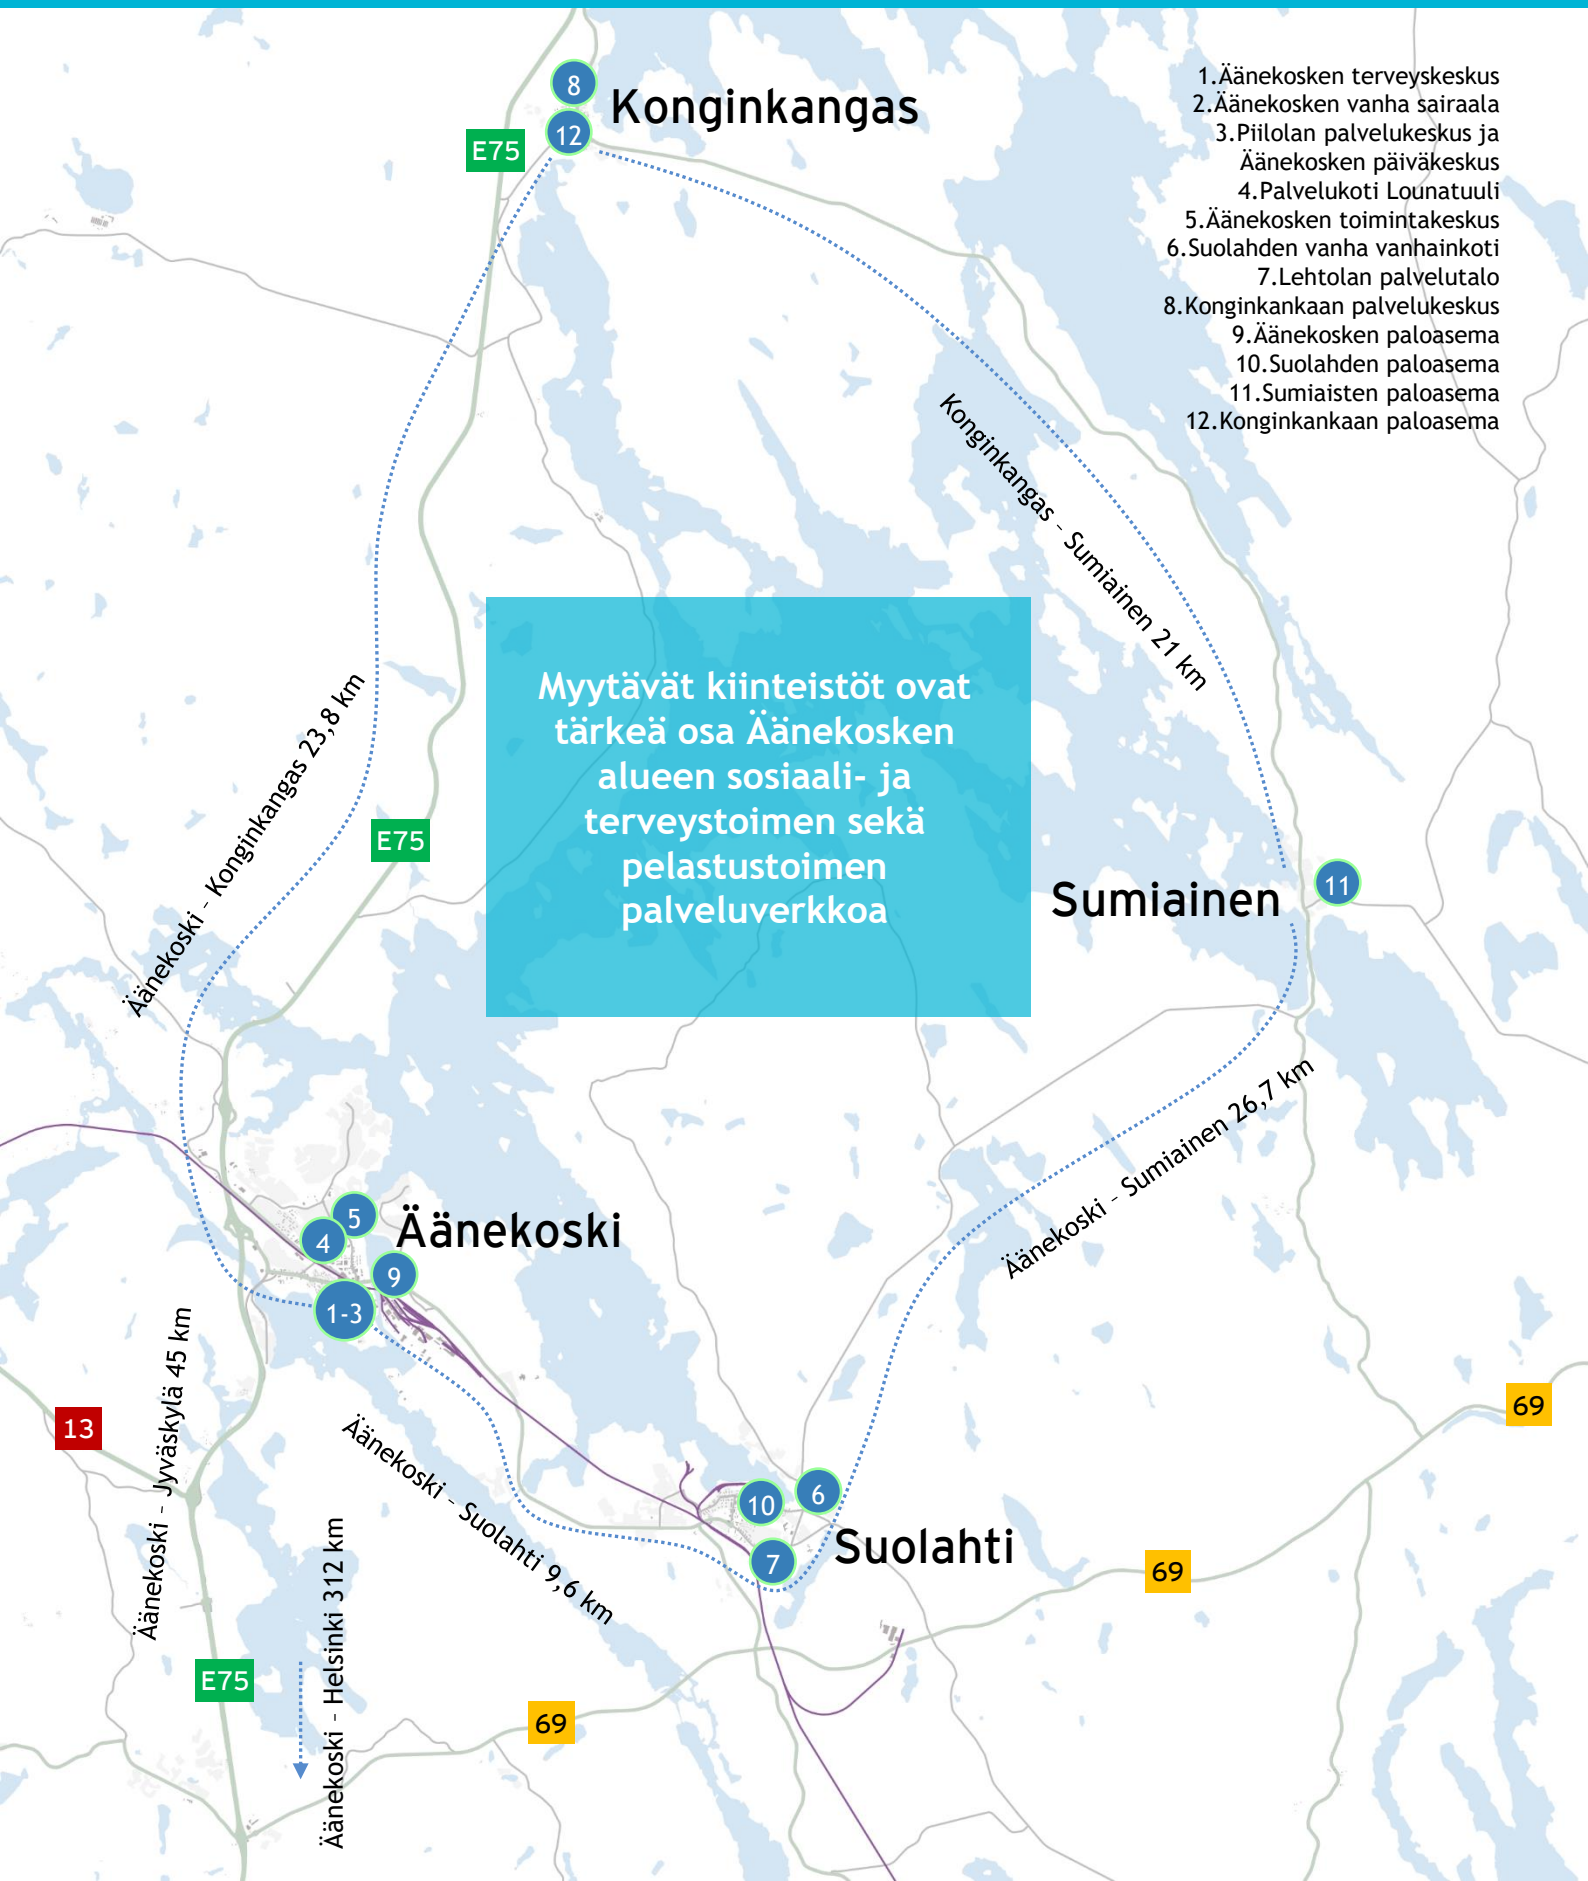 1.Äänekosken terveyskeskus
2.Äänekosken vanha sairaala
3.Piilolan palvelukeskus ja
Äänekosken päiväkeskus
4.Palvelukoti Lounatuuli
5.Äänekosken toimintakeskus
6.Suolahden vanha vanhainkoti
7.Lehtolan palvelutalo
8.Konginkankaan palvelukeskus
9.Äänekosken paloasema
10.Suolahden paloasema
11.Sumiaisten paloasema
12.Konginkankaan paloasema
8
Konginkangas
12
E75
Konginkangas - Sumiainen 21 km
Myytävät kiinteistöt ovat
tärkeä osa Äänekosken
alueen sosiaali- ja
terveystoimen sekä
pelastustoimen
palveluverkkoa
Äänekoski - Konginkangas 23,8 km
E75
11
Sumiainen
Äänekoski - Sumiainen 26,7 km
5
Äänekoski
4
9
1-3
13
Äänekoski - Jyväskylä 45 km
Äänekoski - Suolahti 9,6 km
69
6
10
Suolahti
7
69
Äänekoski - Helsinki 312 km
E75
69